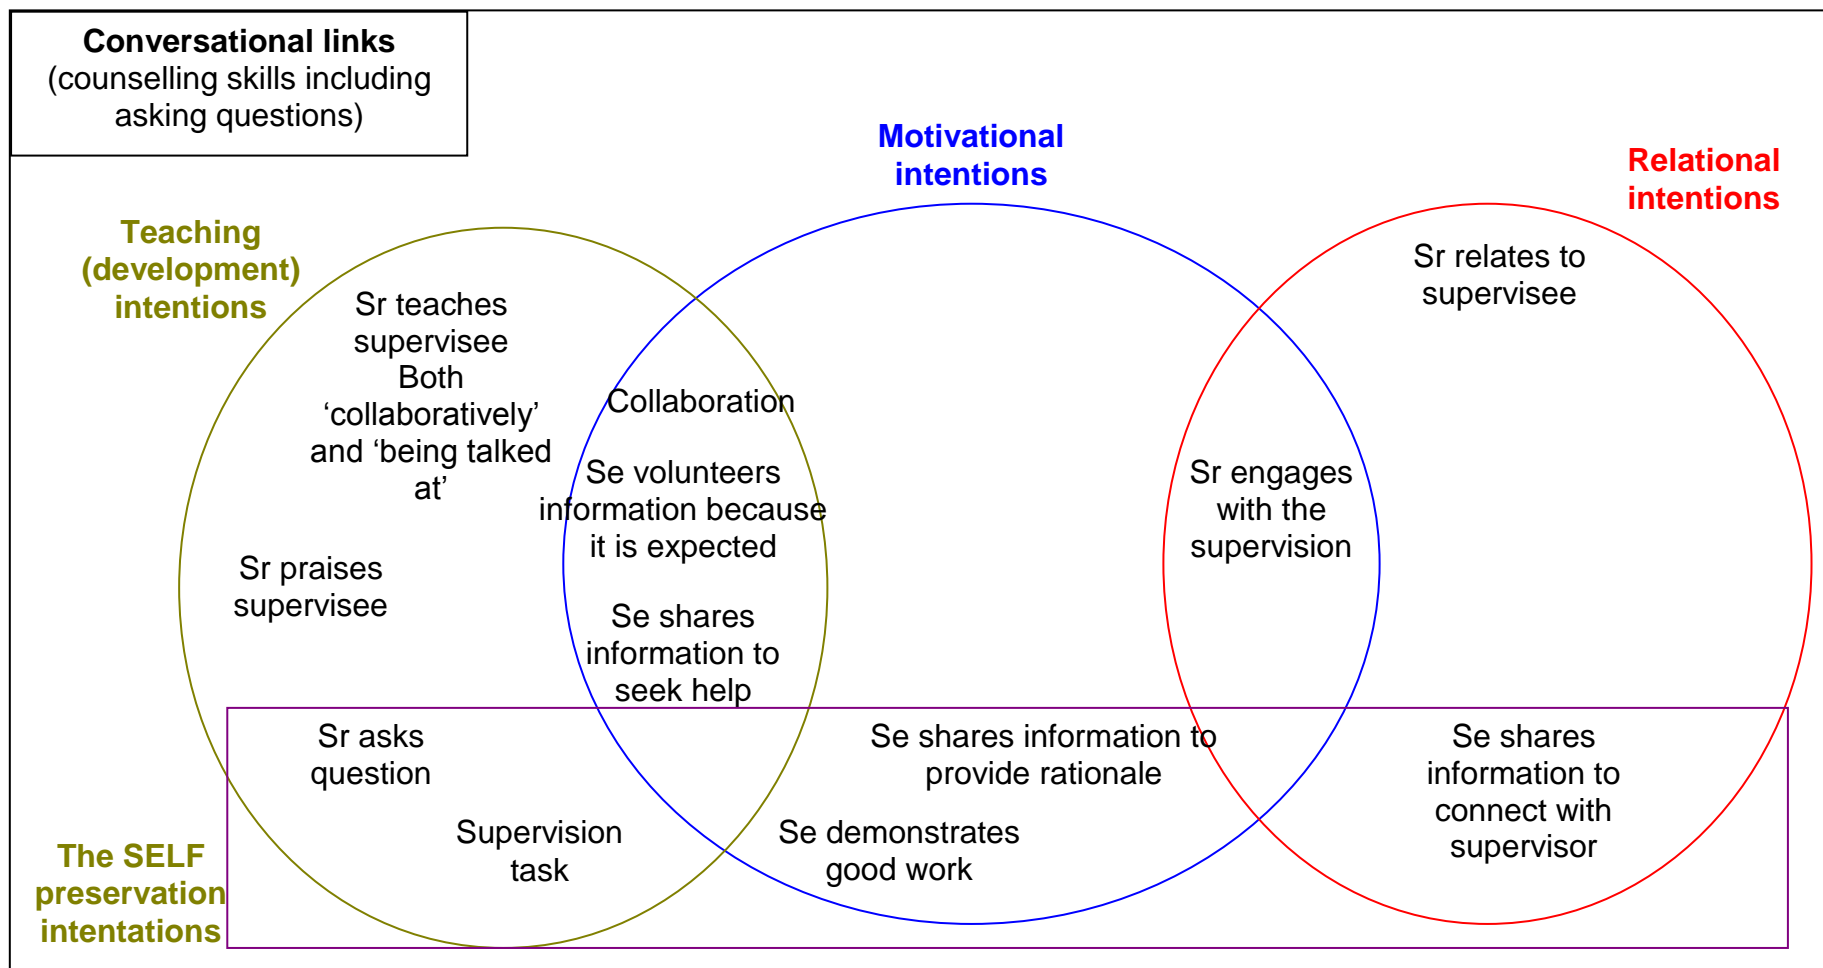 Conversational links
(counselling skills including
asking questions)
Motivational
intentions
Relational
intentions
Teaching
(development)
intentions
Sr relates to
supervisee
Sr teaches
supervisee
Both
‘collaboratively’
and ‘being talked
at’
Collaboration
Se volunteers
information because
it is expected
Sr engages
with the
supervision
Sr praises
supervisee
Se shares
information to
seek help
Sr asks
question
Se shares information to
provide rationale
Se shares
information to
connect with
supervisor
Supervision
task
Se demonstrates
good work
The SELF
preservation
intentations